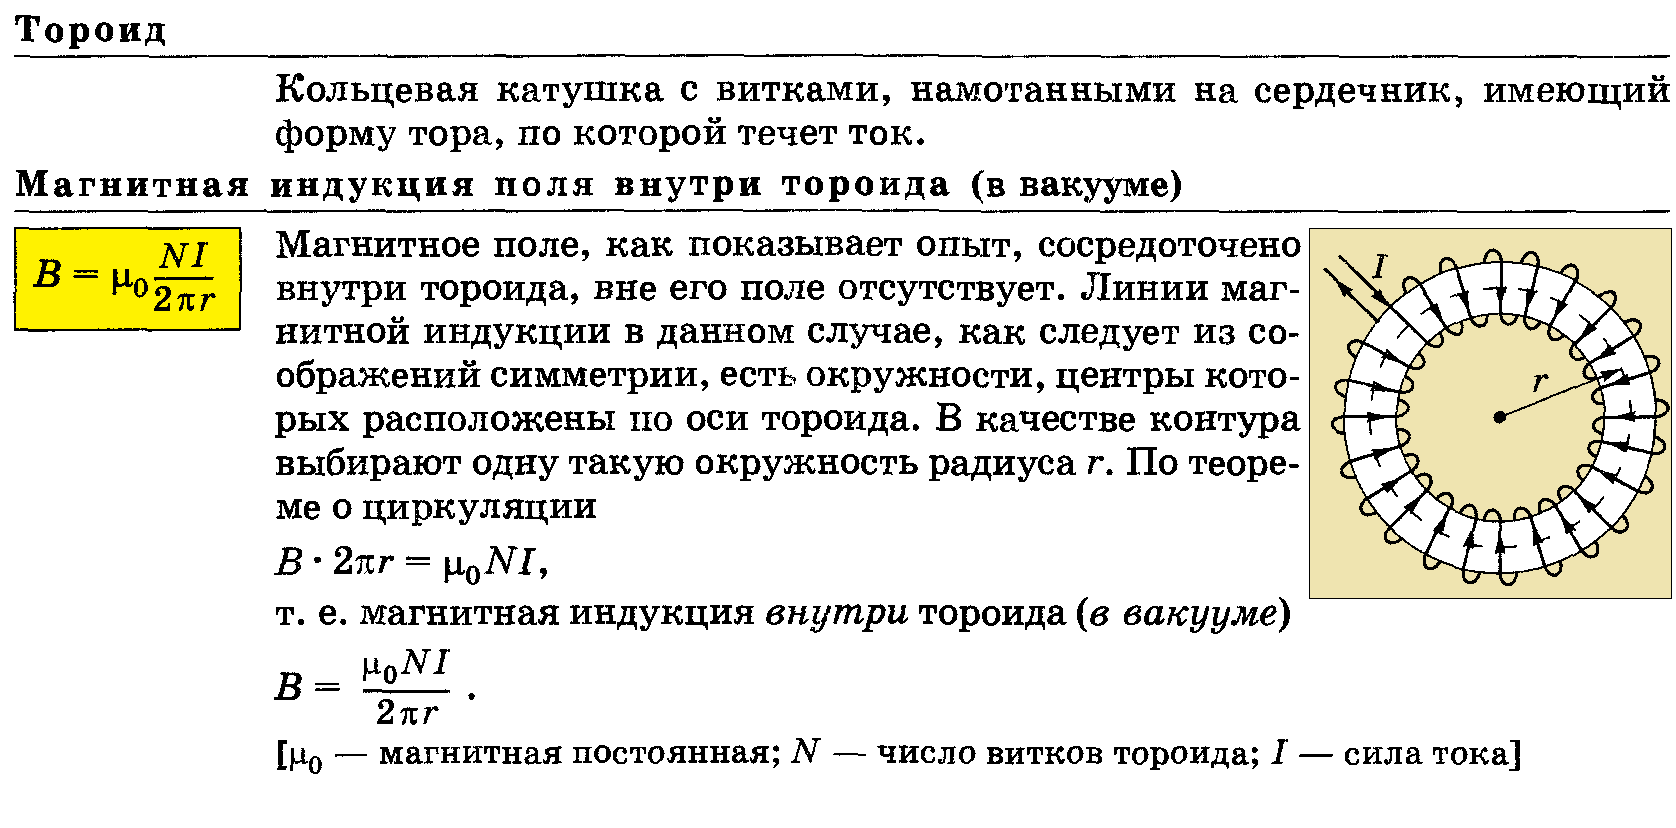 Тороид
Кольцевая катушка с витками, намотанными на сердечник, имеющий
форму тора, по которой течет ток.
Магнитная индукция поля внутри тороида (в вакууме)
B = μ₀ NI / 2πr
Магнитное поле, как показывает опыт, сосредоточено
внутри тороида, вне его поле отсутствует. Линии маг-
нитной индукции в данном случае, как следует из со-
ображений симметрии, есть окружности, центры кото-
рых расположены по оси тороида. В качестве контура
выбирают одну такую окружность радиуса r. По теоре-
ме о циркуляции
B · 2πr = μ₀NI,
т. е. магнитная индукция внутри тороида (в вакууме)
B = μ₀NI / 2πr .
[μ₀ — магнитная постоянная; N — число витков тороида; I — сила тока]
I
r